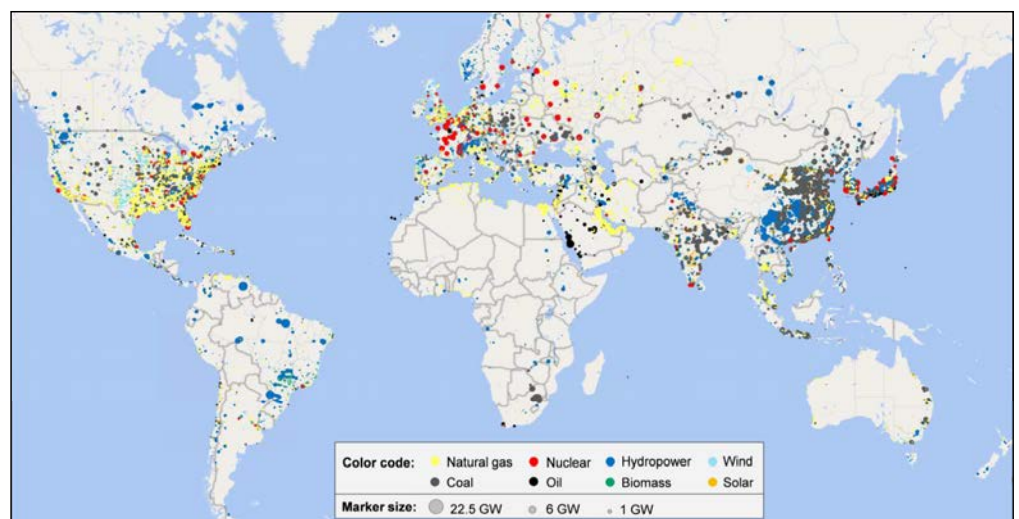 Color code: Natural gas Nuclear Hydropower Wind
Coal Oil Biomass Solar
Marker size: 22.5 GW 6 GW 1 GW